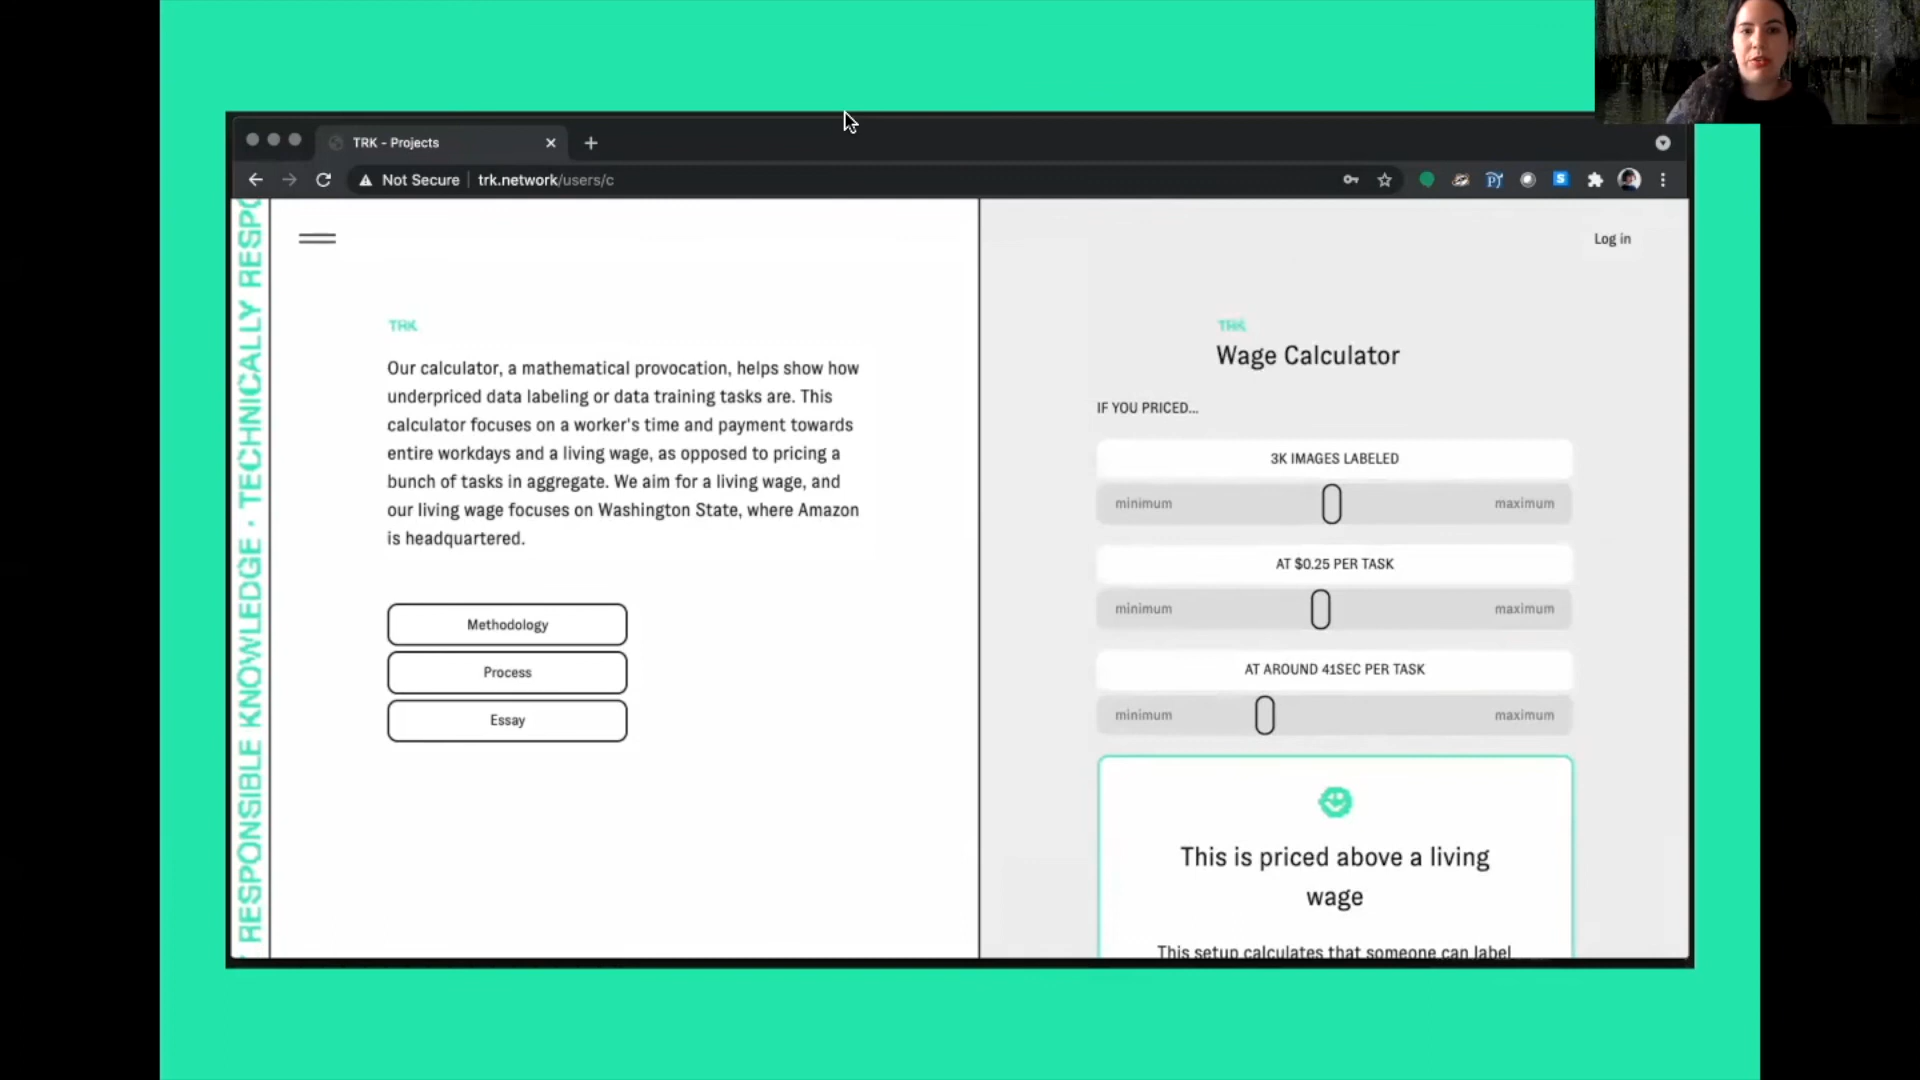 TRK - Projects
Not Secure
trk.network/users/c
RESPONSIBLE KNOWLEDGE · TECHNICALLY RESPO
TRK
Our calculator, a mathematical provocation, helps show how
underpriced data labeling or data training tasks are. This
calculator focuses on a worker's time and payment towards
entire workdays and a living wage, as opposed to pricing a
bunch of tasks in aggregate. We aim for a living wage, and
our living wage focuses on Washington State, where Amazon
is headquartered.
Methodology
Process
Essay
Log in
TRK
Wage Calculator
IF YOU PRICED...
3K IMAGES LABELED
minimum maximum
AT $0.25 PER TASK
minimum maximum
AT AROUND 41SEC PER TASK
minimum maximum
This is priced above a living
wage
This setup calculates that someone can label